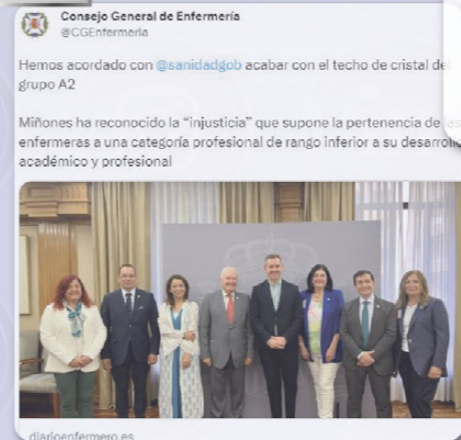 Consejo General de Enfermería
@CGEnfermeria
Hemos acordado con @sanidadgob acabar con el techo de cristal del
grupo A2
Miñones ha reconocido la “injusticia” que supone la pertenencia de las
enfermeras a una categoría profesional de rango inferior a su desarrollo
académico y profesional
diarioenfermero.es